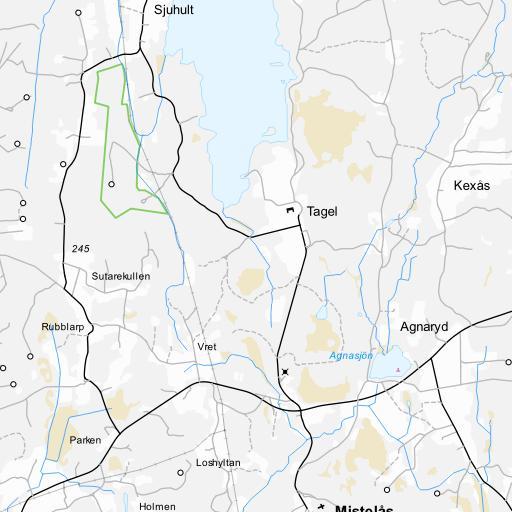 Sjuhult
Kexås
Tagel
245
Sutarekullen
Rubblarp
Agnaryd
Vret
Agnasjön
Parken
Loshyltan
Holmen
Mistelås